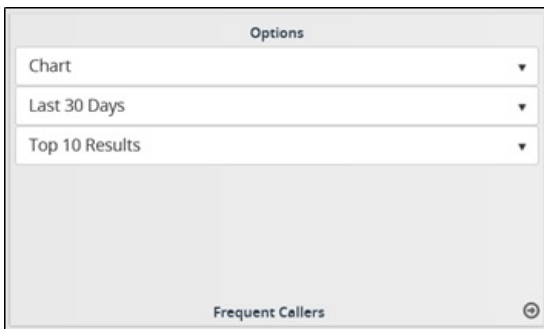 Options
Chart
Last 30 Days
Top 10 Results
Frequent Callers